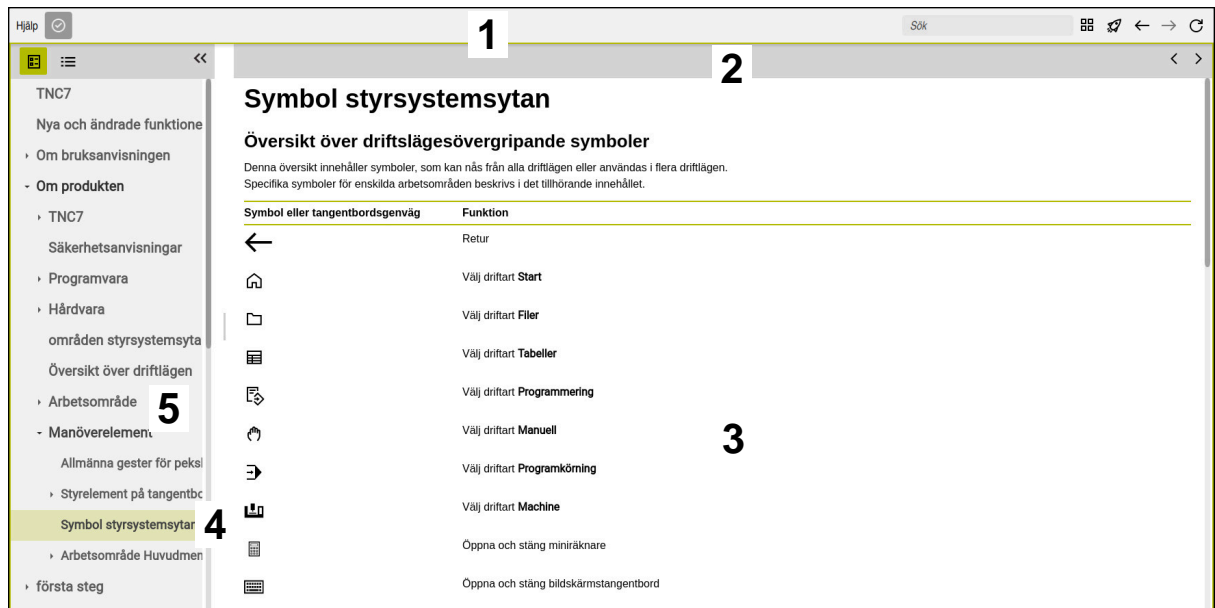 Hjälp
1
Sök
2
TNC7
Nya och ändrade funktione
Om bruksanvisningen
Om produkten
TNC7
Säkerhetsanvisningar
Programvara
Hårdvara
områden styrsystemsyta
Översikt över driftlägen
Arbetsområde
5
Manöverelement
Allmänna gester för peksk
Styrelement på tangentbo
Symbol styrsystemsytan
4
Arbetsområde Huvudmen
första steg
Symbol styrsystemsytan
Översikt över driftslägesövergripande symboler
Denna översikt innehåller symboler, som kan nås från alla driftlägen eller användas i flera driftlägen.
Specifika symboler för enskilda arbetsområden beskrivs i det tillhörande innehållet.
Symbol eller tangentbordsgenväg Funktion
Retur
Välj driftart Start
Välj driftart Filer
Välj driftart Tabeller
Välj driftart Programmering
Välj driftart Manuell
3
Välj driftart Programkörning
Välj driftart Machine
Öppna och stäng miniräknare
Öppna och stäng bildskärmstangentbord